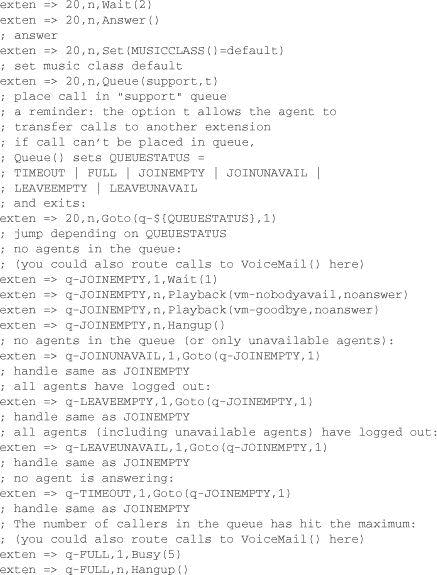 exten => 20,n,Wait(2)
exten => 20,n,Answer()
; answer
exten => 20,n,Set(MUSICCLASS()=default)
; set music class default
exten => 20,n,Queue(support,t)
; place call in "support" queue
; a reminder: the option t allows the agent to
; transfer calls to another extension
; if call can't be placed in queue,
; Queue() sets QUEUESTATUS =
; TIMEOUT | FULL | JOINEMPTY | JOINUNAVAIL |
; LEAVEEMPTY | LEAVEUNAVAIL
; and exits:
exten => 20,n,Goto(q-${QUEUESTATUS},1)
; jump depending on QUEUESTATUS
; no agents in the queue:
; (you could also route calls to VoiceMail() here)
exten => q-JOINEMPTY,1,Wait(1)
exten => q-JOINEMPTY,n,Playback(vm-nobodyavail,noanswer)
exten => q-JOINEMPTY,n,Playback(vm-goodbye,noanswer)
exten => q-JOINEMPTY,n,Hangup()
; no agents in the queue (or only unavailable agents):
exten => q-JOINUNAVAIL,1,Goto(q-JOINEMPTY,1)
; handle same as JOINEMPTY
; all agents have logged out:
exten => q-LEAVEEMPTY,1,Goto(q-JOINEMPTY,1)
; handle same as JOINEMPTY
; all agents (including unavailable agents) have logged out:
exten => q-LEAVEUNAVAIL,1,Goto(q-JOINEMPTY,1)
; handle same as JOINEMPTY
; no agent is answering:
exten => q-TIMEOUT,1,Goto(q-JOINEMPTY,1)
; handle same as JOINEMPTY
; The number of callers in the queue has hit the maximum:
; (you could also route calls to VoiceMail() here)
exten => q-FULL,1,Busy(5)
exten => q-FULL,n,Hangup()